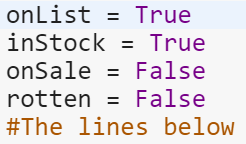 onList = True
inStock = True
onSale = False
rotten = False
#The lines below